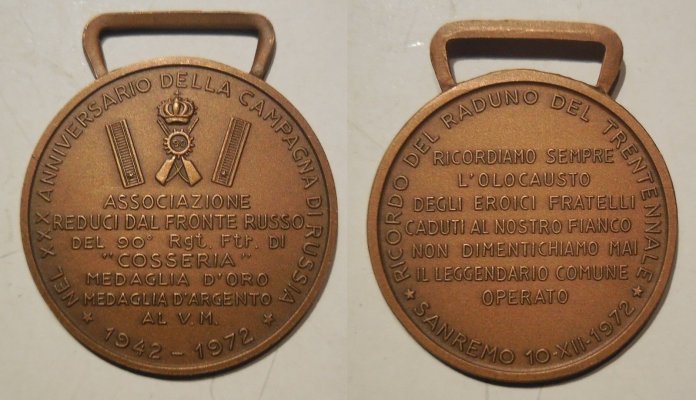 NEL XXX ANNIVERSARIO DELLA CAMPAGNA DI RUSSIA
90
ASSOCIAZIONE
REDUCI DAL FRONTE RUSSO
DEL 90° Rgt. Ftr. DI
"COSSERIA"
MEDAGLIA D'ORO
MEDAGLIA D'ARGENTO
AL V.M.
1942 - 1972
RICORDO DEL RADUNO DEL TRENTENNALE
RICORDIAMO SEMPRE
L'OLOCAUSTO
DEGLI EROICI FRATELLI
CADUTI AL NOSTRO FIANCO
NON DIMENTICHIAMO MAI
IL LEGGENDARIO COMUNE
OPERATO
SANREMO 10-XII-1972